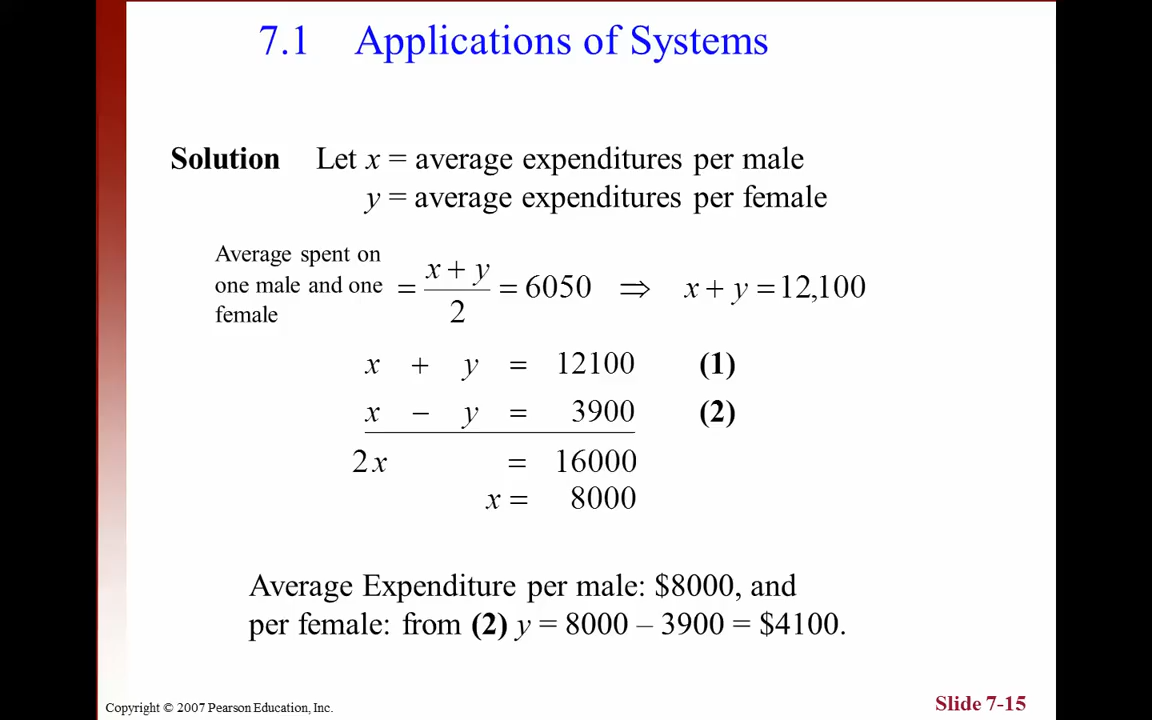 7.1 Applications of Systems
Solution Let x = average expenditures per male
y = average expenditures per female
Average spent on
one male and one
female
= x + y / 2 = 6050 ⇒ x + y = 12,100
x + y = 12100 (1)
x − y = 3900 (2)
2x = 16000
x = 8000
Average Expenditure per male: $8000, and
per female: from (2) y = 8000 – 3900 = $4100.
Copyright © 2007 Pearson Education, Inc.
Slide 7-15